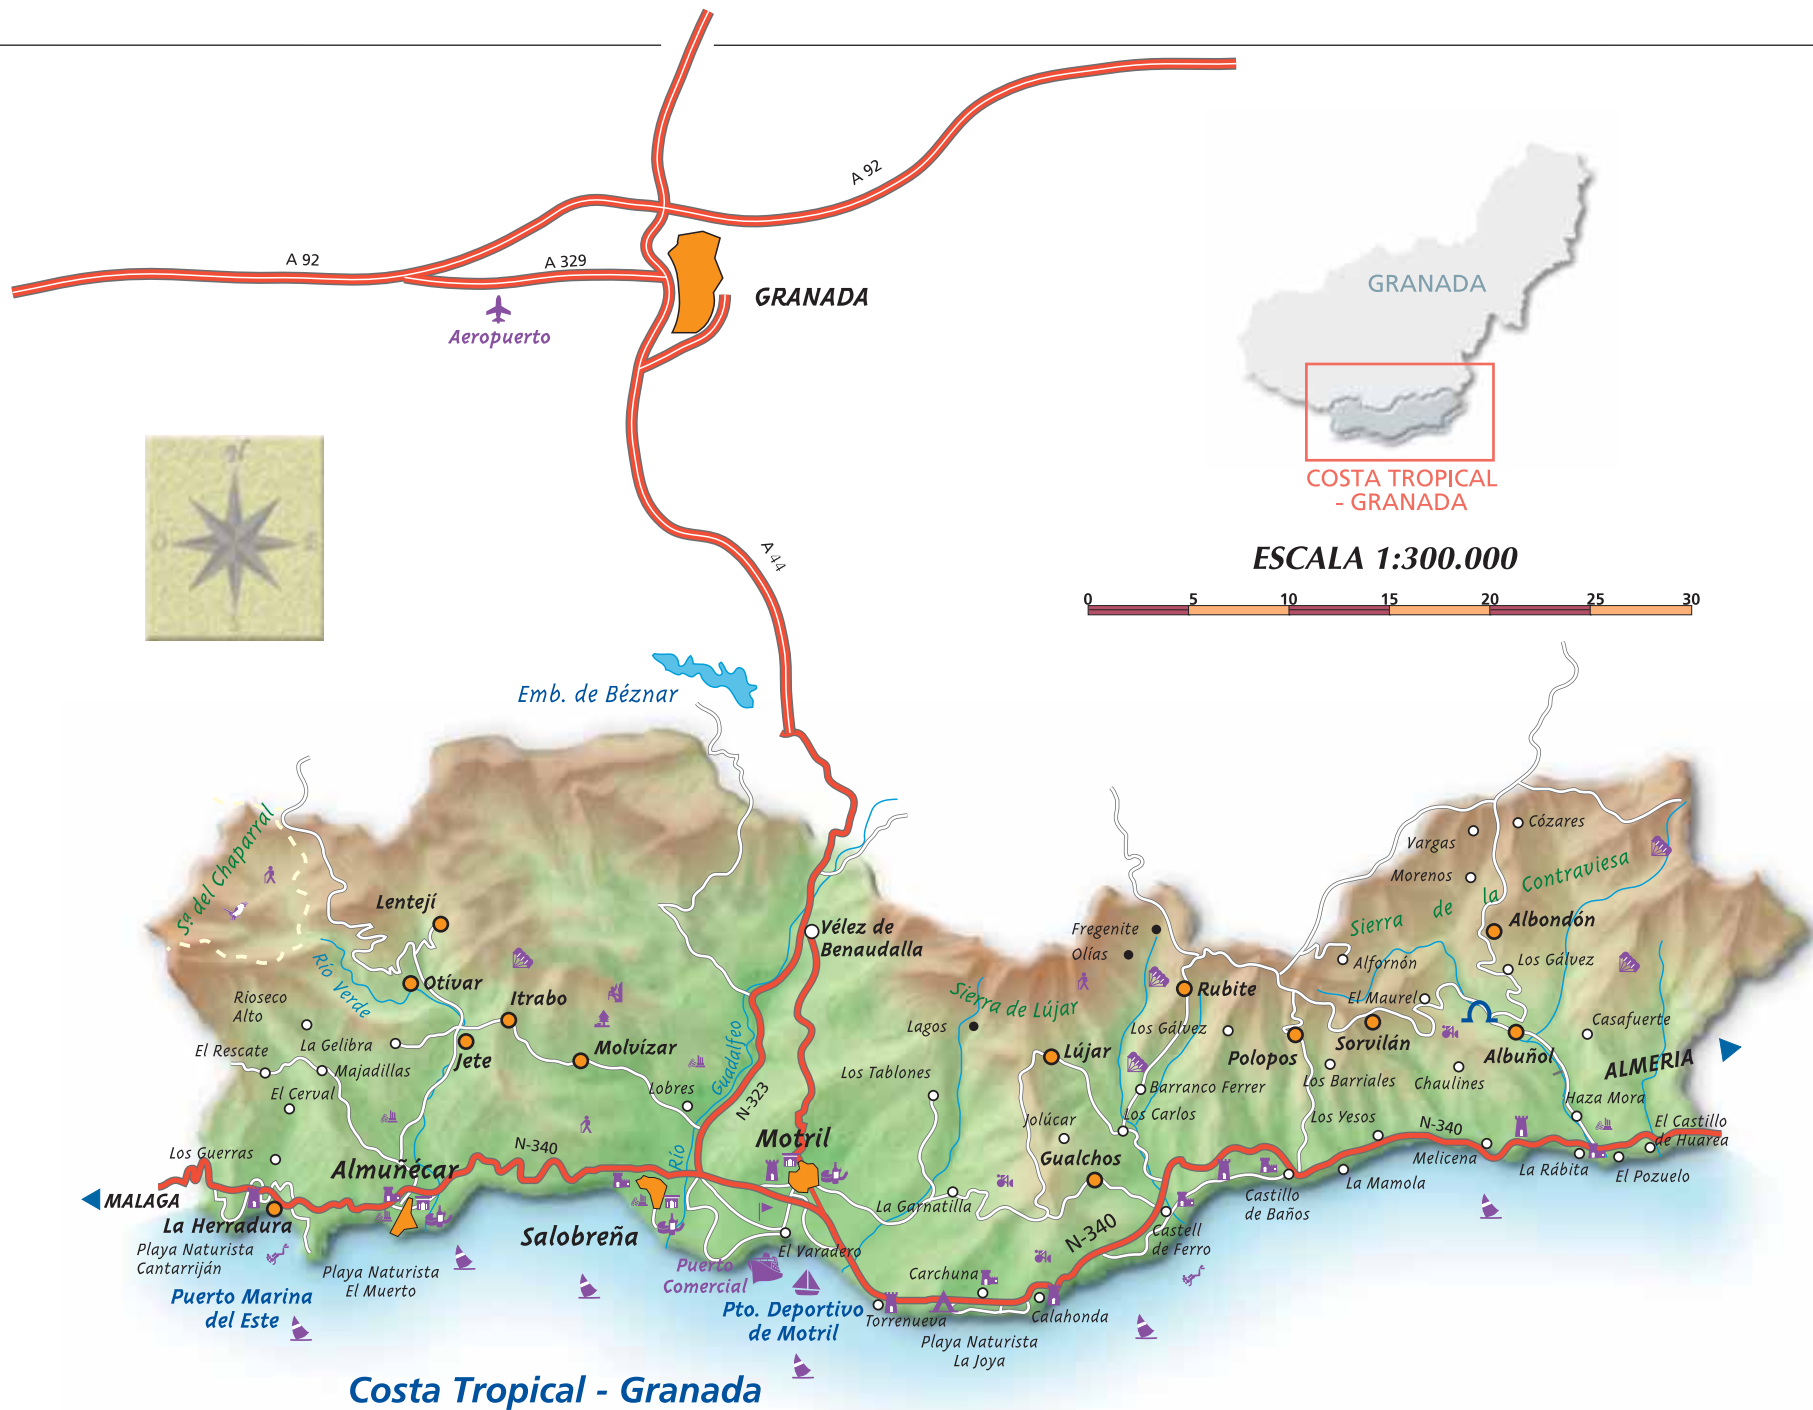 A 92
A 92
A 329
GRANADA
Aeropuerto
GRANADA
COSTA TROPICAL
- GRANADA
A 44
ESCALA 1:300.000
0 5 10 15 20 25 30
Emb. de Béznar
Sª del Chaparral
Lentejí
Otívar
Río
Verde
Itrabo
Rioseco
Alto
La Gelibra
Jete
El Rescate
Majadillas
Molvízar
El Cerval
Lobres
Los Guerras
N-340
Almuñécar
MALAGA
La Herradura
Playa Naturista
Cantarriján
Playa Naturista
El Muerto
Puerto Marina
del Este
Salobreña
Vélez de
Benaudalla
Guadalfeo
Río
N-323
Motril
El Varadero
Puerto
Comercial
Pto. Deportivo
de Motril
Lagos
Sierra de Lújar
Los Tablones
La Garnatilla
Carchuna
Torrenueva
Calahonda
Playa Naturista
La Joya
Fregenite
Olías
Rubite
Los Gálvez
Lújar
Barranco Ferrer
Jolúcar
Los Carlos
Gualchos
N-340
Castell
de Ferro
Vargas
Cózares
Morenos
Sierra de la Contraviesa
Albondón
Alfornón
Los Gálvez
El Maurel
Polopos
Sorvilán
Albuñol
Casafuerte
ALMERIA
Los Barriales
Chaulines
Haza Mora
Los Yesos
N-340
El Castillo
de Huarea
Melicena
La Rábita
El Pozuelo
La Mamola
Castillo
de Baños
Costa Tropical - Granada